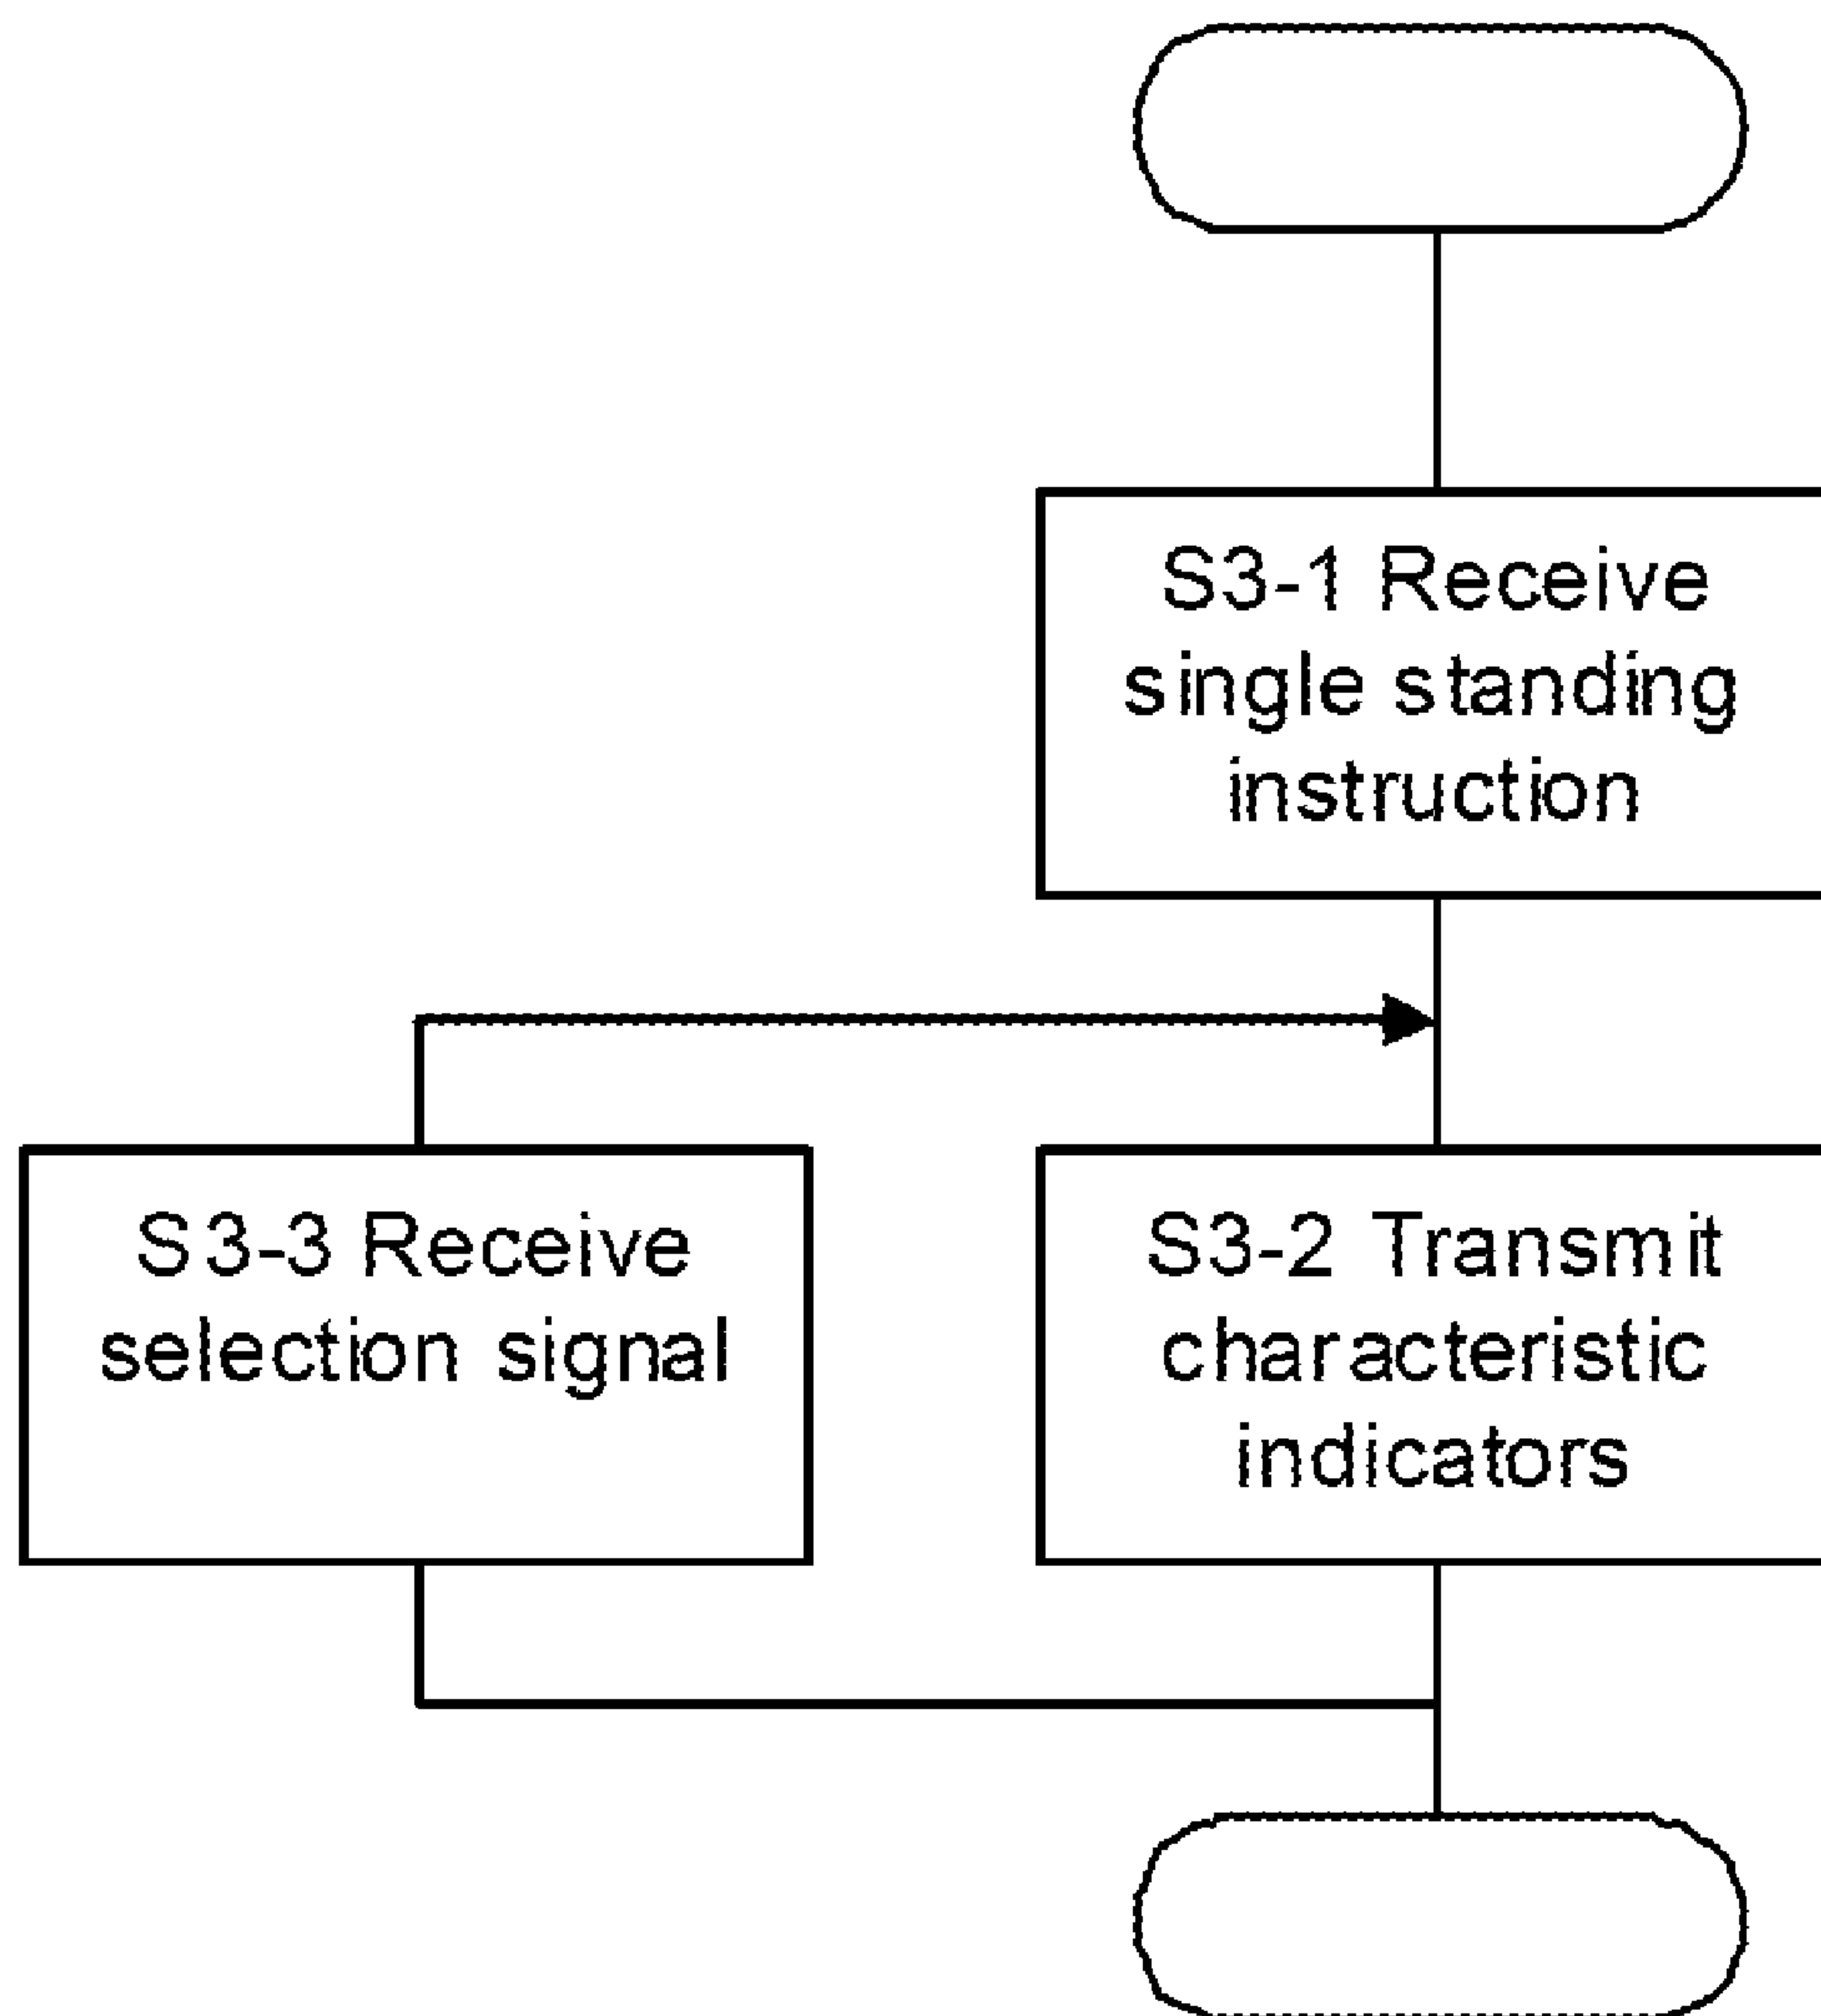 S3-1 Receive
single standing
instruction
S3-3 Receive
selection signal
S3-2 Transmit
characteristic
indicators